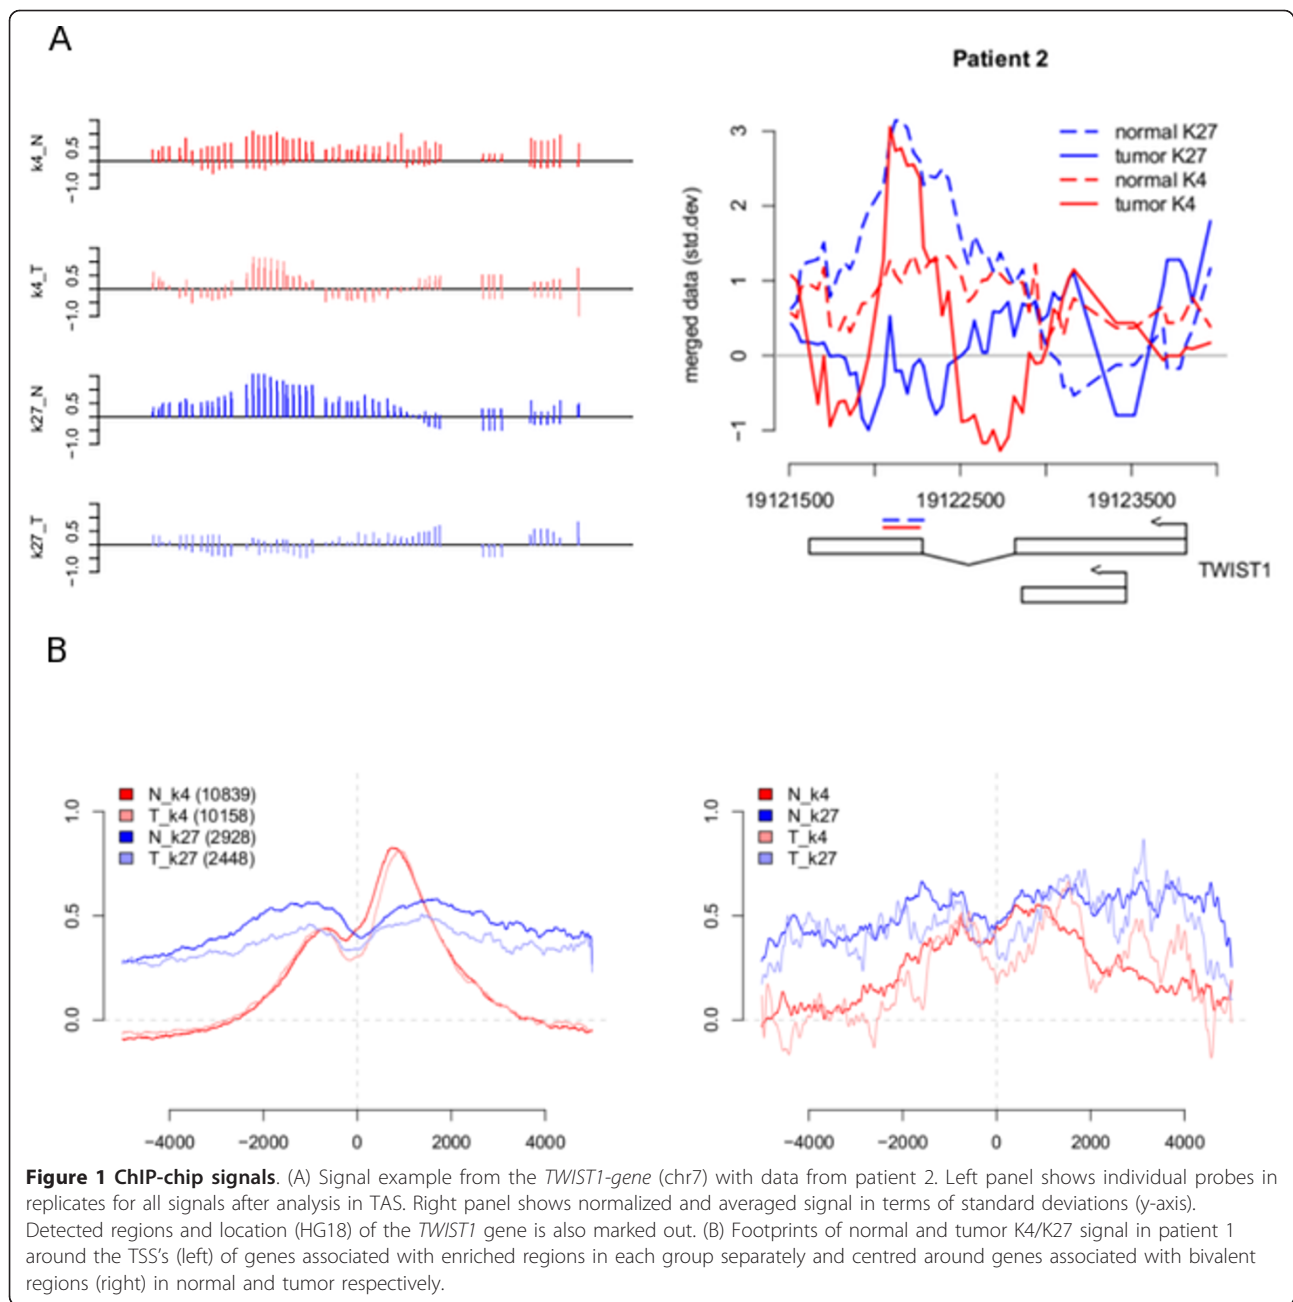 A
Patient 2
k4_N
0.5
−1.0
k4_T
0.5
−1.0
k27_N
0.5
−1.0
k27_T
0.5
−1.0
merged data (std.dev)
3
2
1
0
−1
normal K27
tumor K27
normal K4
tumor K4
19121500 19122500 19123500
TWIST1
B
1.0
0.5
0.0
N_k4 (10839)
T_k4 (10158)
N_k27 (2928)
T_k27 (2448)
−4000 −2000 0 2000 4000
1.0
0.5
0.0
N_k4
N_k27
T_k4
T_k27
−4000 −2000 0 2000 4000
Figure 1 ChIP-chip signals. (A) Signal example from the TWIST1-gene (chr7) with data from patient 2. Left panel shows individual probes in
replicates for all signals after analysis in TAS. Right panel shows normalized and averaged signal in terms of standard deviations (y-axis).
Detected regions and location (HG18) of the TWIST1 gene is also marked out. (B) Footprints of normal and tumor K4/K27 signal in patient 1
around the TSS's (left) of genes associated with enriched regions in each group separately and centred around genes associated with bivalent
regions (right) in normal and tumor respectively.